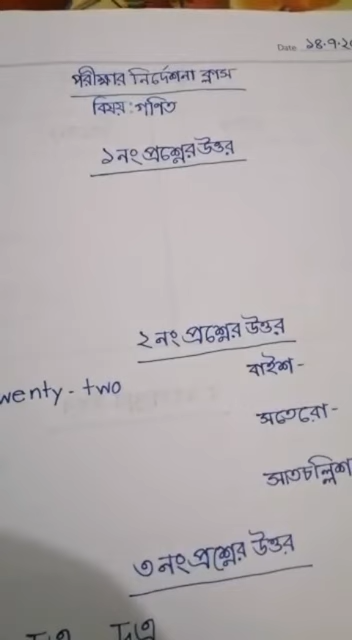 Date ১৪.৭.২
পরীক্ষার নির্দেশনা ক্লাস
বিষয়: গণিত
১নং প্রশ্নের উত্তর
২নং প্রশ্নের উত্তর
wenty-two
বাইশ-
সতেরো-
সাতচল্লিশ
৩নং প্রশ্নের উত্তর